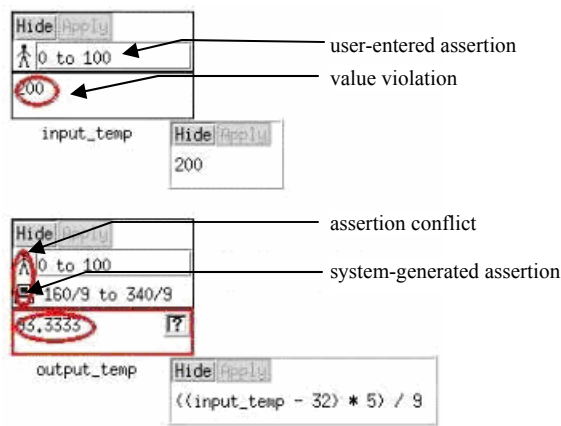 Hide Apply
0 to 100
user-entered assertion
200
value violation
input_temp
Hide Apply
200
Hide Apply
assertion conflict
0 to 100
-160/9 to 340/9
system-generated assertion
93.3333 ?
output_temp
Hide Apply
((input_temp - 32) * 5) / 9